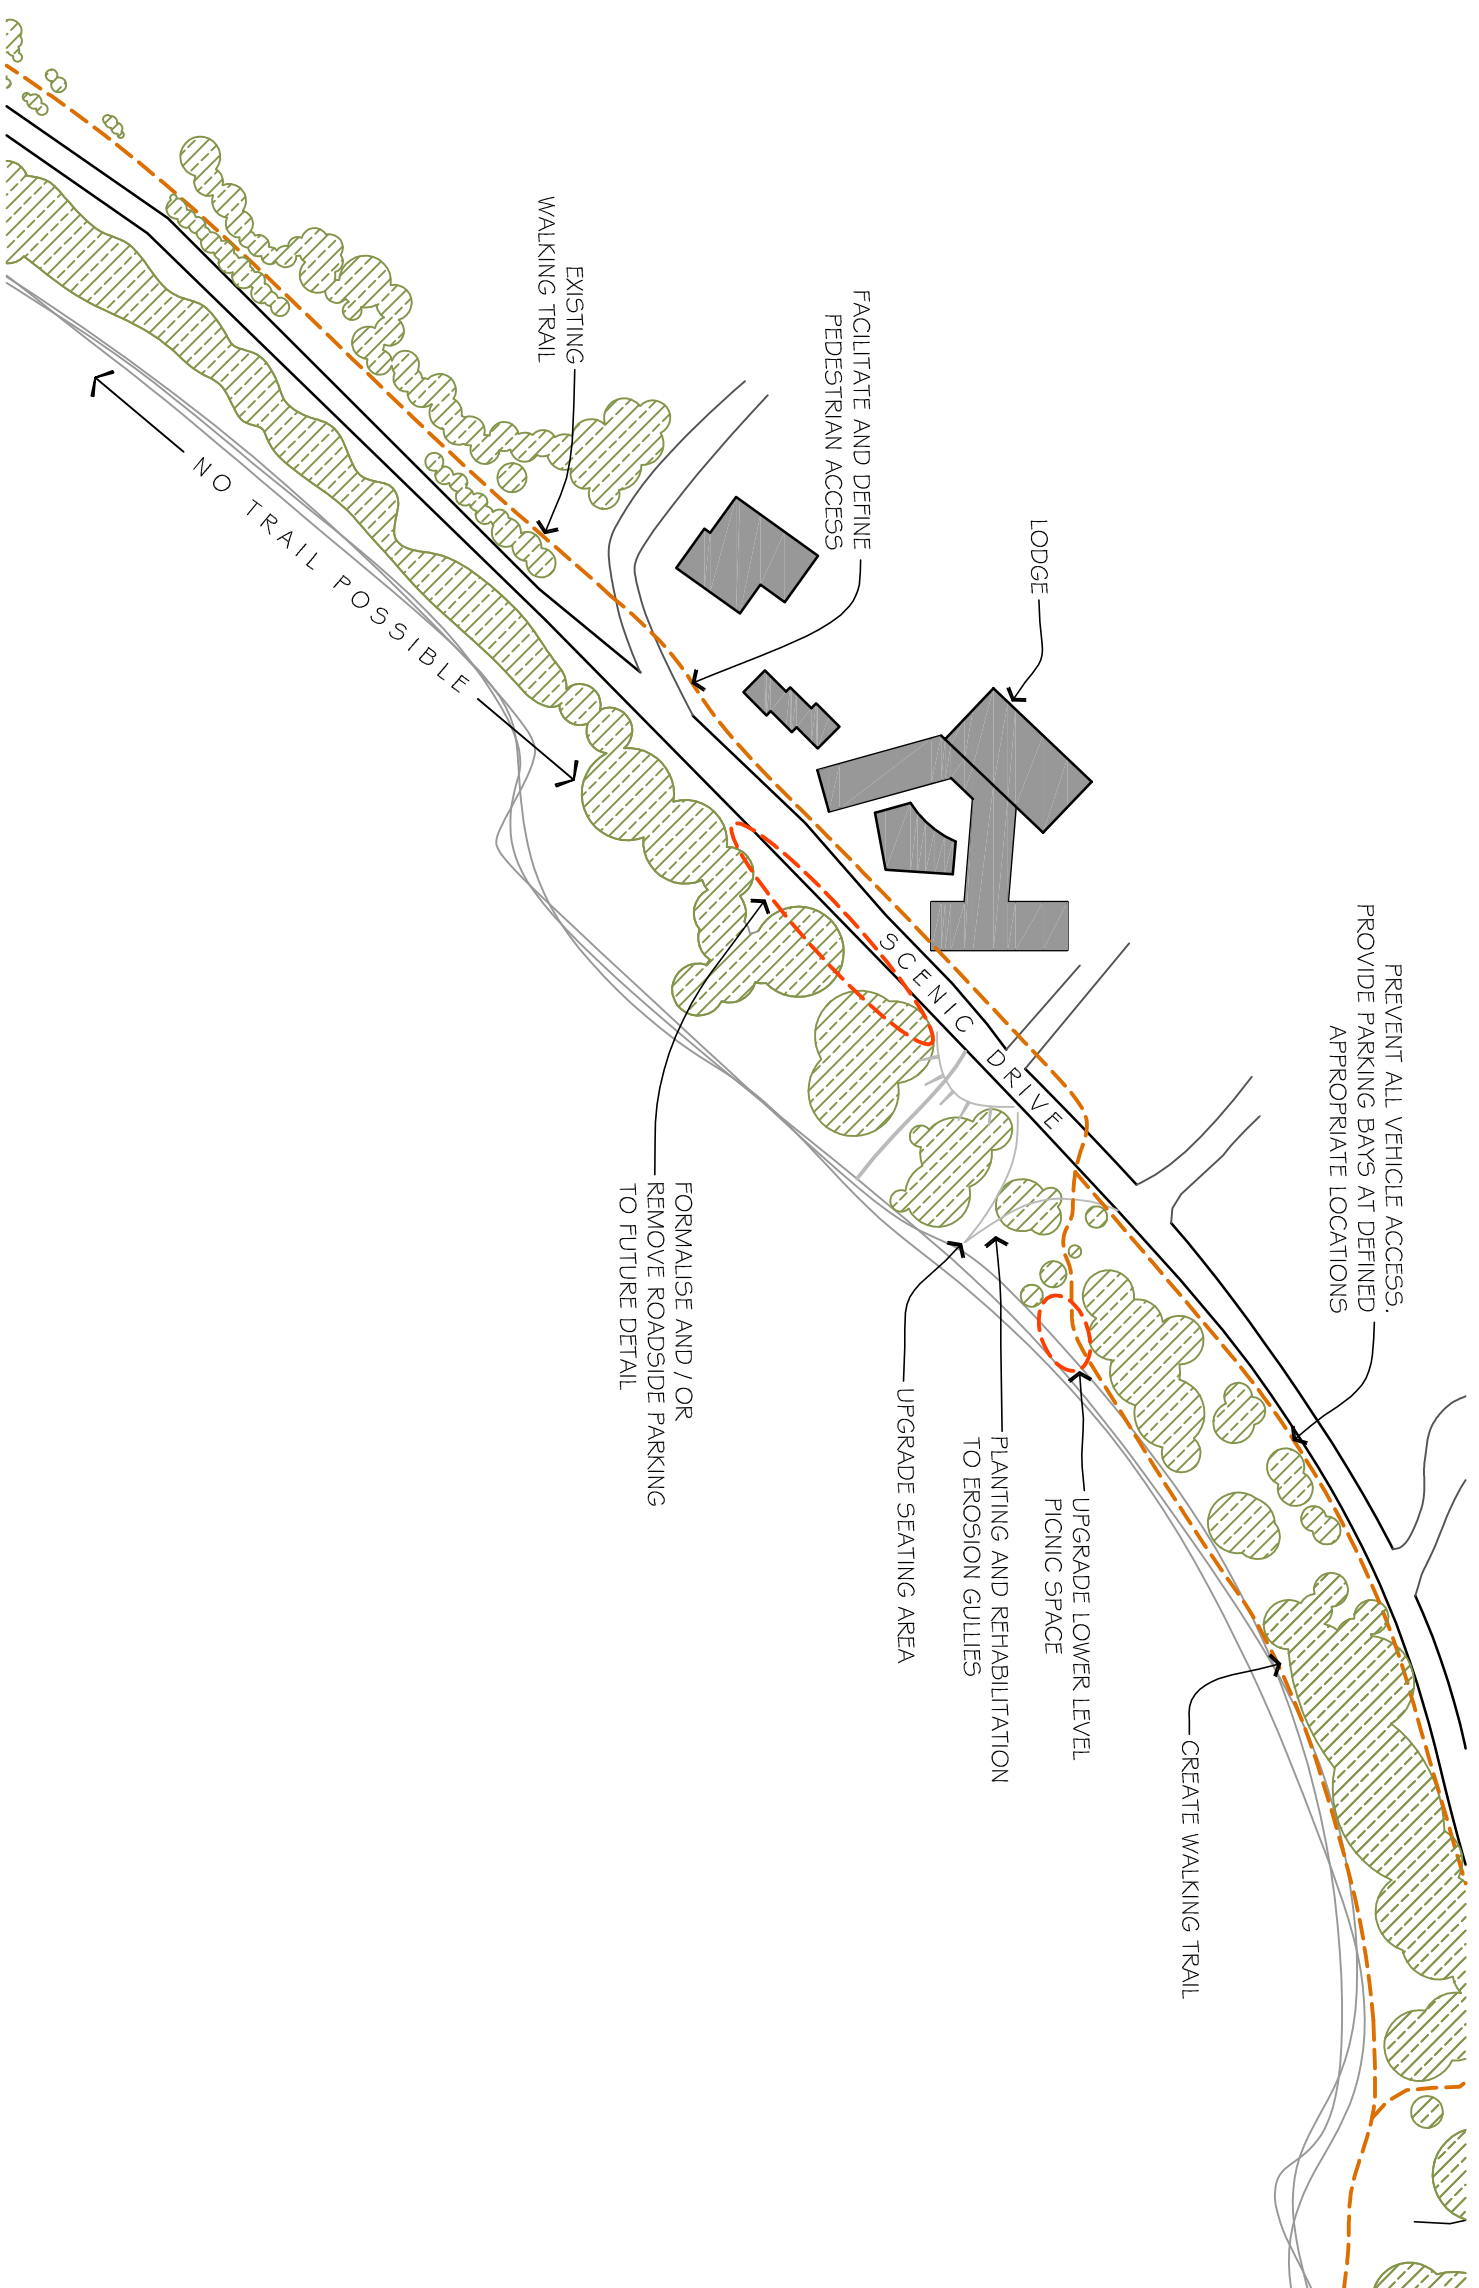 EXISTING
WALKING TRAIL
FACILITATE AND DEFINE
PEDESTRIAN ACCESS
LODGE
PREVENT ALL VEHICLE ACCESS.
PROVIDE PARKING BAYS AT DEFINED
APPROPRIATE LOCATIONS
NO TRAIL POSSIBLE
SCENIC DRIVE
FORMALISE AND / OR
REMOVE ROADSIDE PARKING
TO FUTURE DETAIL
UPGRADE SEATING AREA
PLANTING AND REHABILITATION
TO EROSION GULLIES
UPGRADE LOWER LEVEL
PICNIC SPACE
CREATE WALKING TRAIL